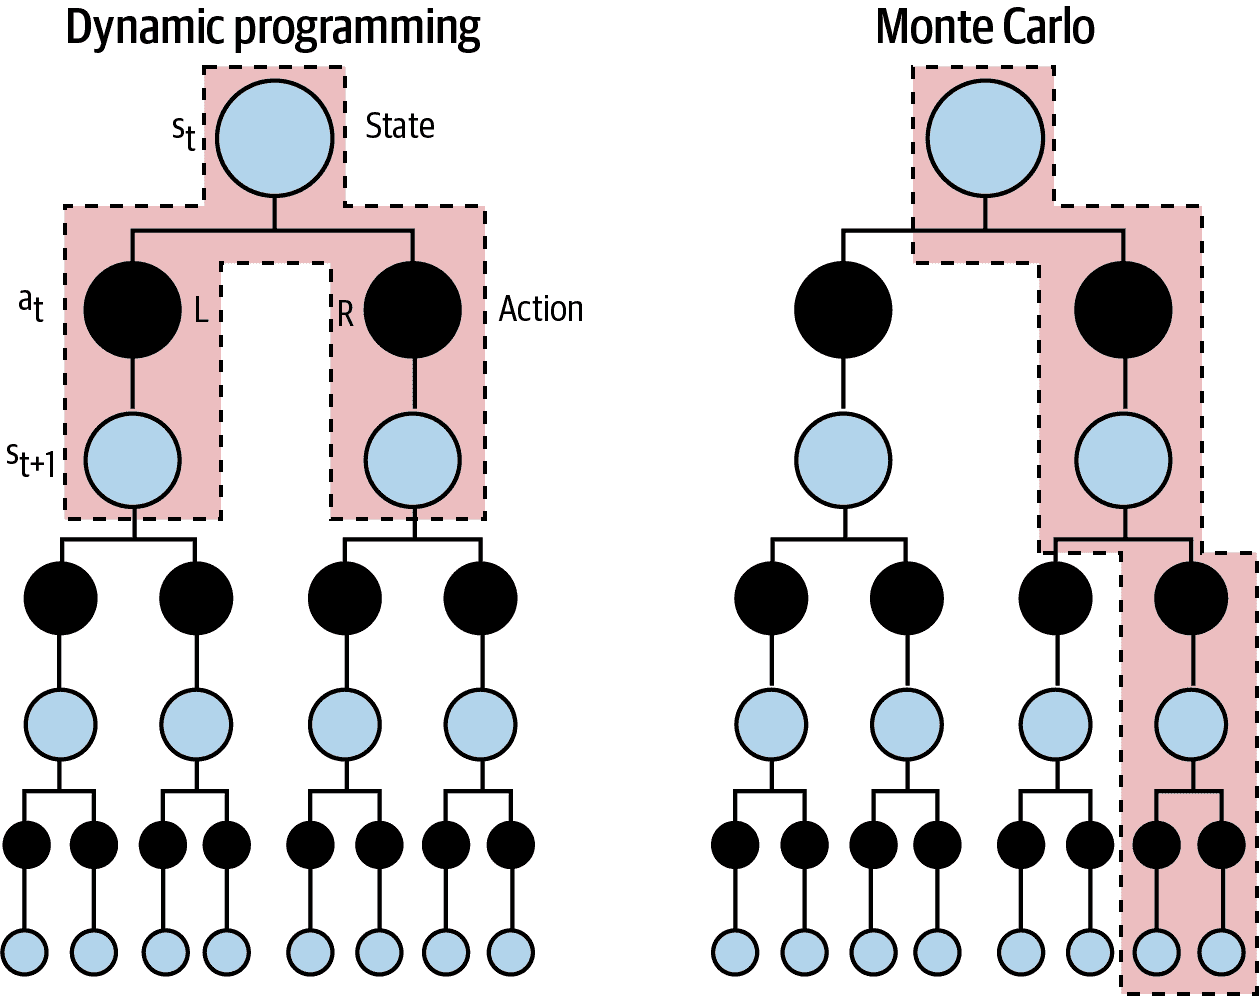 Dynamic programming
Monte Carlo
st
State
at
L
R
Action
st+1